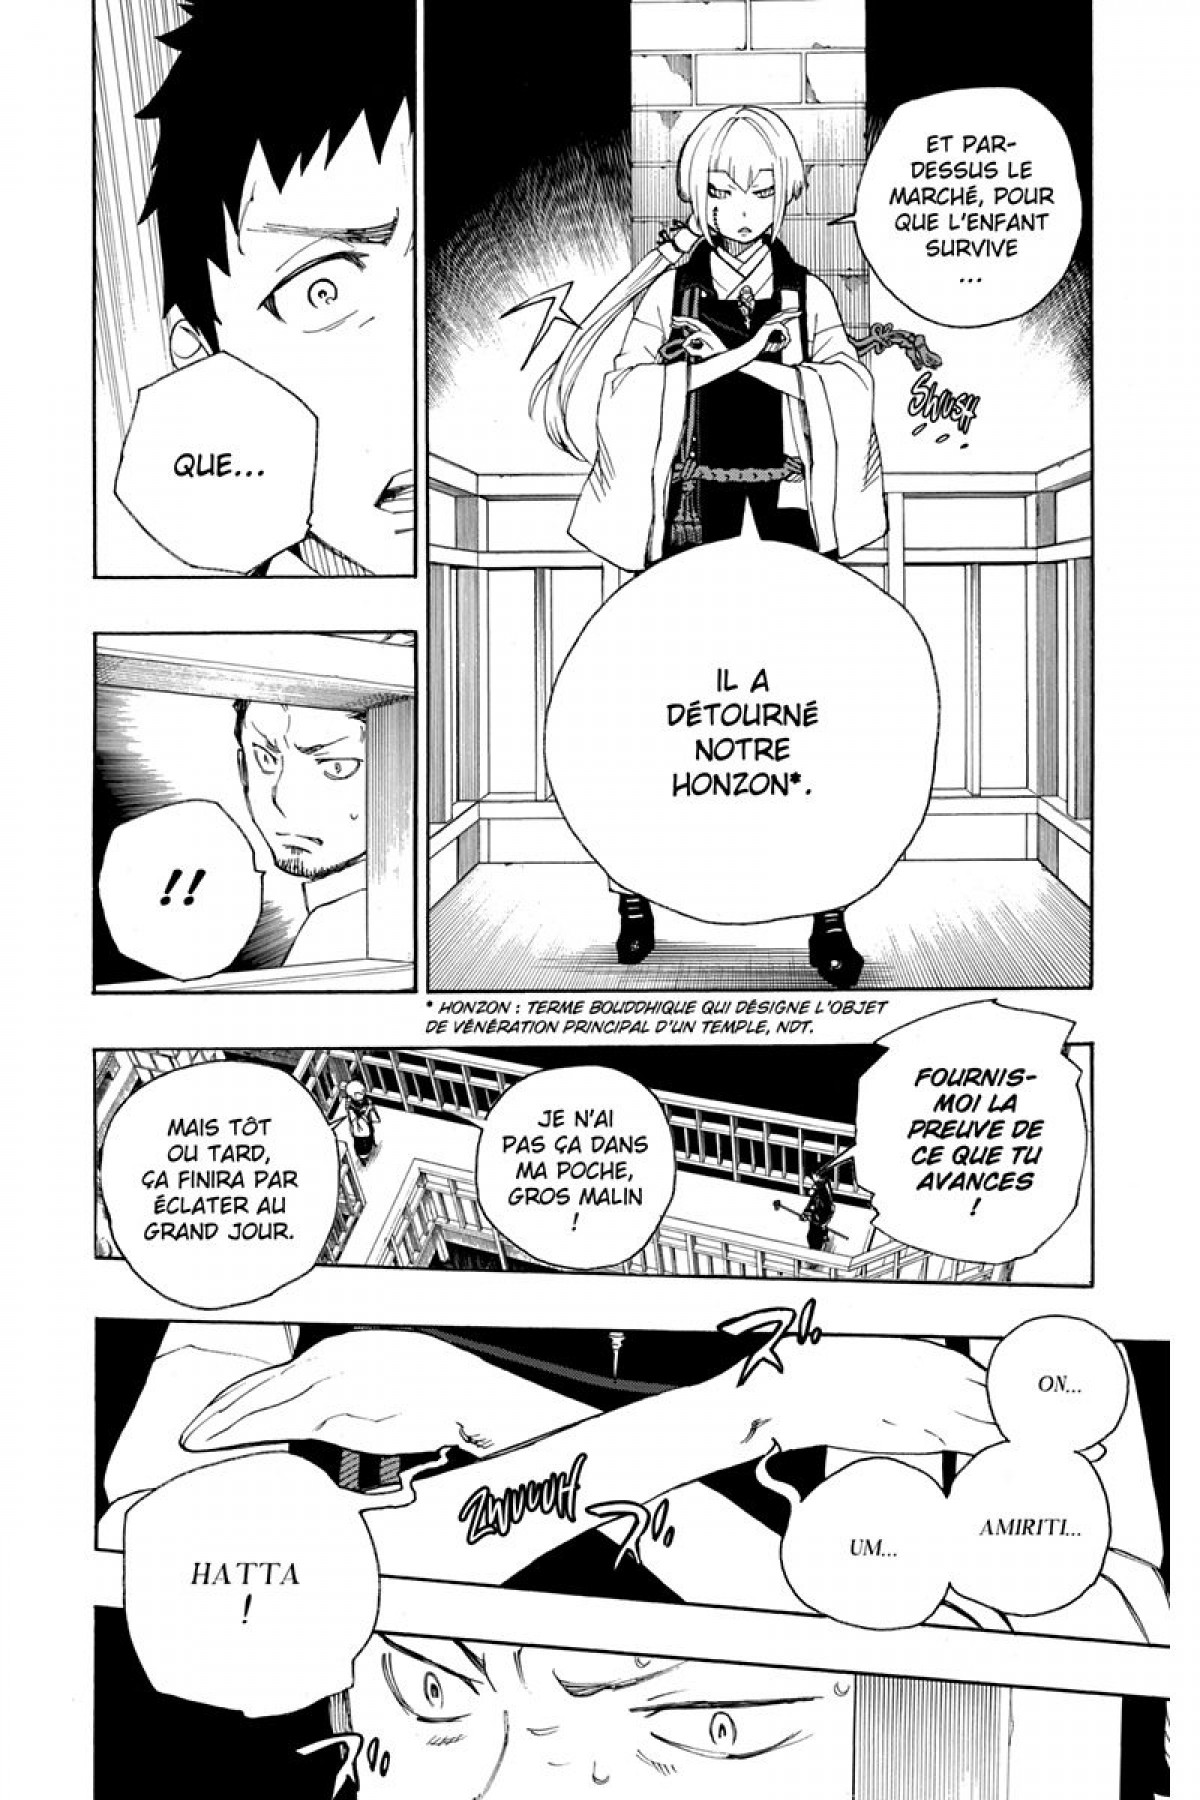 ET PAR-
DESSUS LE
MARCHÉ, POUR
QUE L'ENFANT
SURVIVE
...
SWUSH
IL A
DÉTOURNÉ
NOTRE
HONZON*.
QUE...
!!
* HONZON : TERME BOUDDHIQUE QUI DÉSIGNE L'OBJET
DE VÉNÉRATION PRINCIPAL D'UN TEMPLE, NDT.
FOURNIS-
MOI LA
PREUVE DE
CE QUE TU
AVANCES
!
JE N'AI
PAS ÇA DANS
MA POCHE,
GROS MALIN
!
MAIS TÔT
OU TARD,
ÇA FINIRA PAR
ÉCLATER AU
GRAND JOUR.
ON...
AMIRITI...
UM...
ZWUUUH
HATTA
!